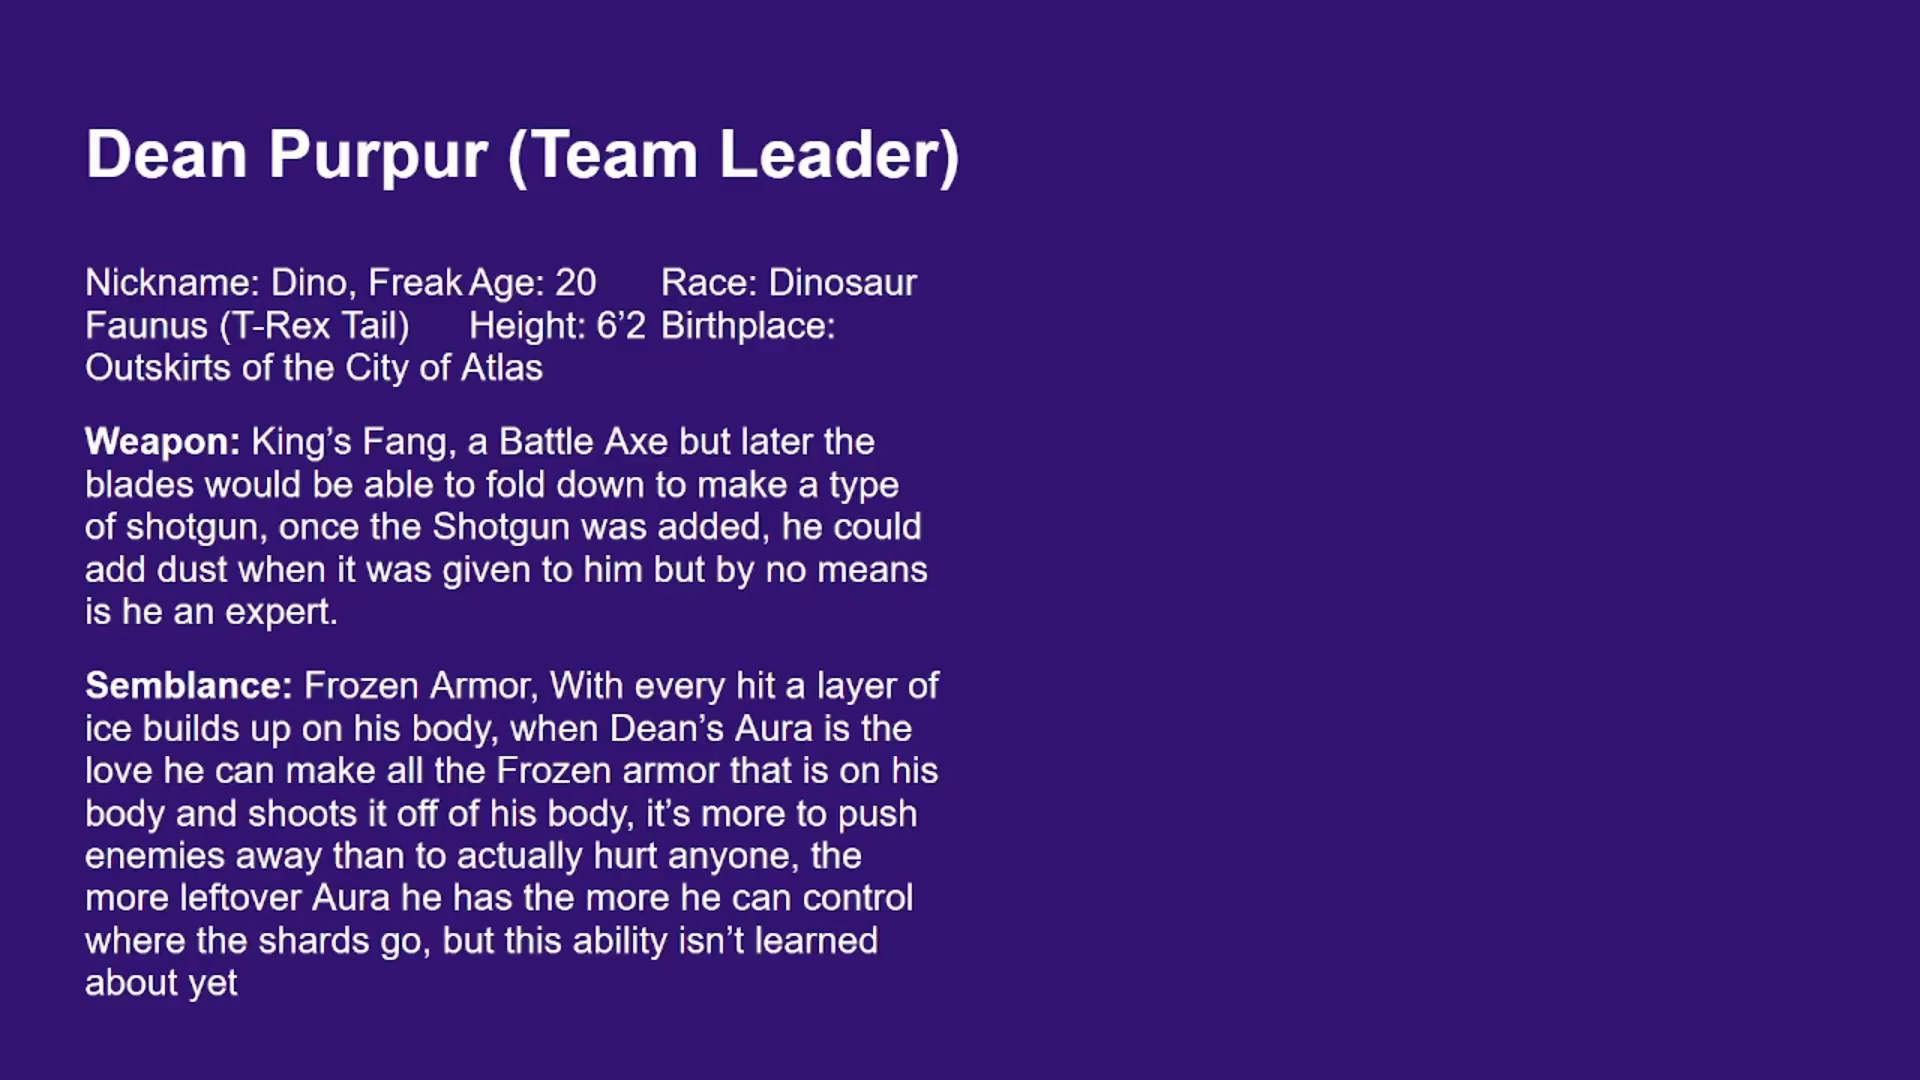 Dean Purpur (Team Leader)
Nickname: Dino, Freak Age: 20 Race: Dinosaur
Faunus (T-Rex Tail) Height: 6’2 Birthplace:
Outskirts of the City of Atlas
Weapon: King’s Fang, a Battle Axe but later the
blades would be able to fold down to make a type
of shotgun, once the Shotgun was added, he could
add dust when it was given to him but by no means
is he an expert.
Semblance: Frozen Armor, With every hit a layer of
ice builds up on his body, when Dean’s Aura is the
love he can make all the Frozen armor that is on his
body and shoots it off of his body, it’s more to push
enemies away than to actually hurt anyone, the
more leftover Aura he has the more he can control
where the shards go, but this ability isn’t learned
about yet